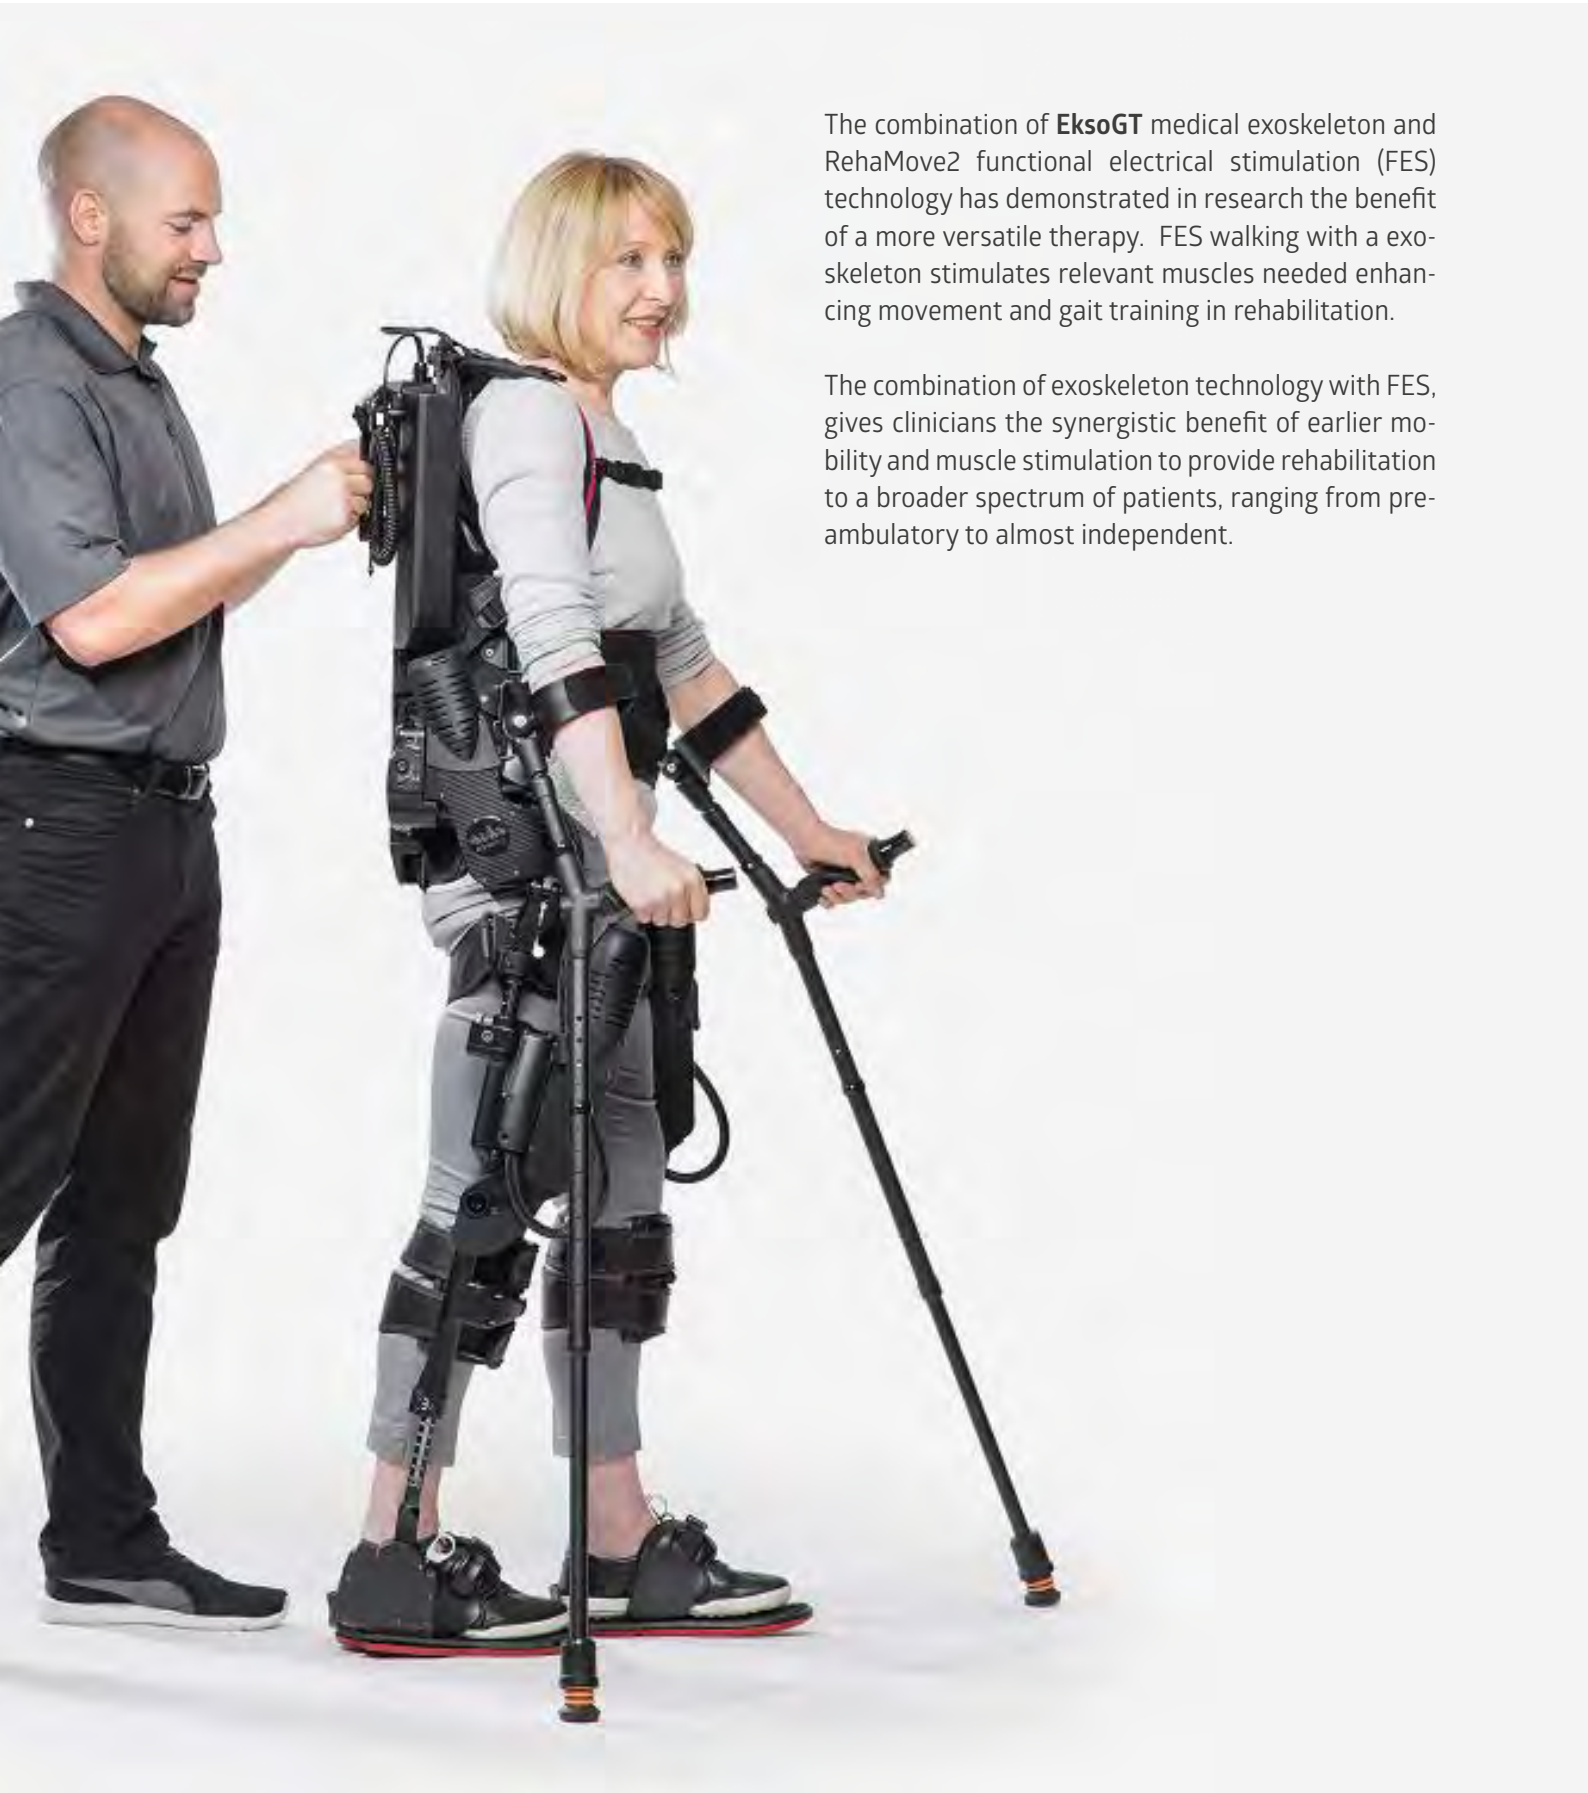 The combination of EksoGT medical exoskeleton and
RehaMove2 functional electrical stimulation (FES)
technology has demonstrated in research the benefit
of a more versatile therapy.  FES walking with a exo-
skeleton stimulates relevant muscles needed enhan-
cing movement and gait training in rehabilitation.
The combination of exoskeleton technology with FES,
gives clinicians the synergistic benefit of earlier mo-
bility and muscle stimulation to provide rehabilitation
to a broader spectrum of patients, ranging from pre-
ambulatory to almost independent.